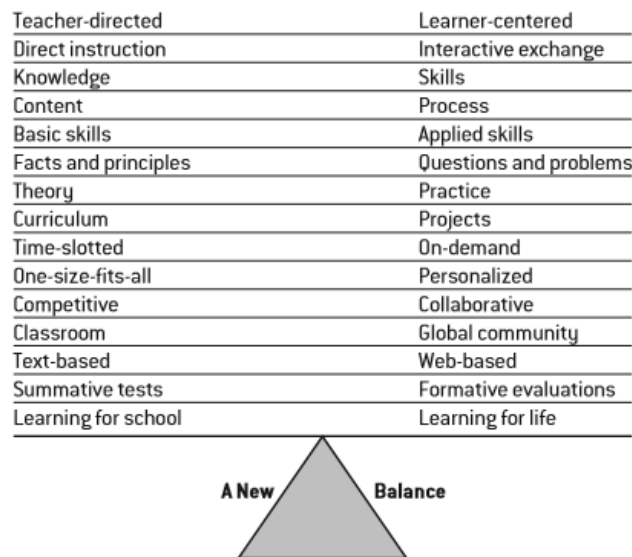 Teacher-directed Learner-centered
Direct instruction Interactive exchange
Knowledge Skills
Content Process
Basic skills Applied skills
Facts and principles Questions and problems
Theory Practice
Curriculum Projects
Time-slotted On-demand
One-size-fits-all Personalized
Competitive Collaborative
Classroom Global community
Text-based Web-based
Summative tests Formative evaluations
Learning for school Learning for life
A New Balance